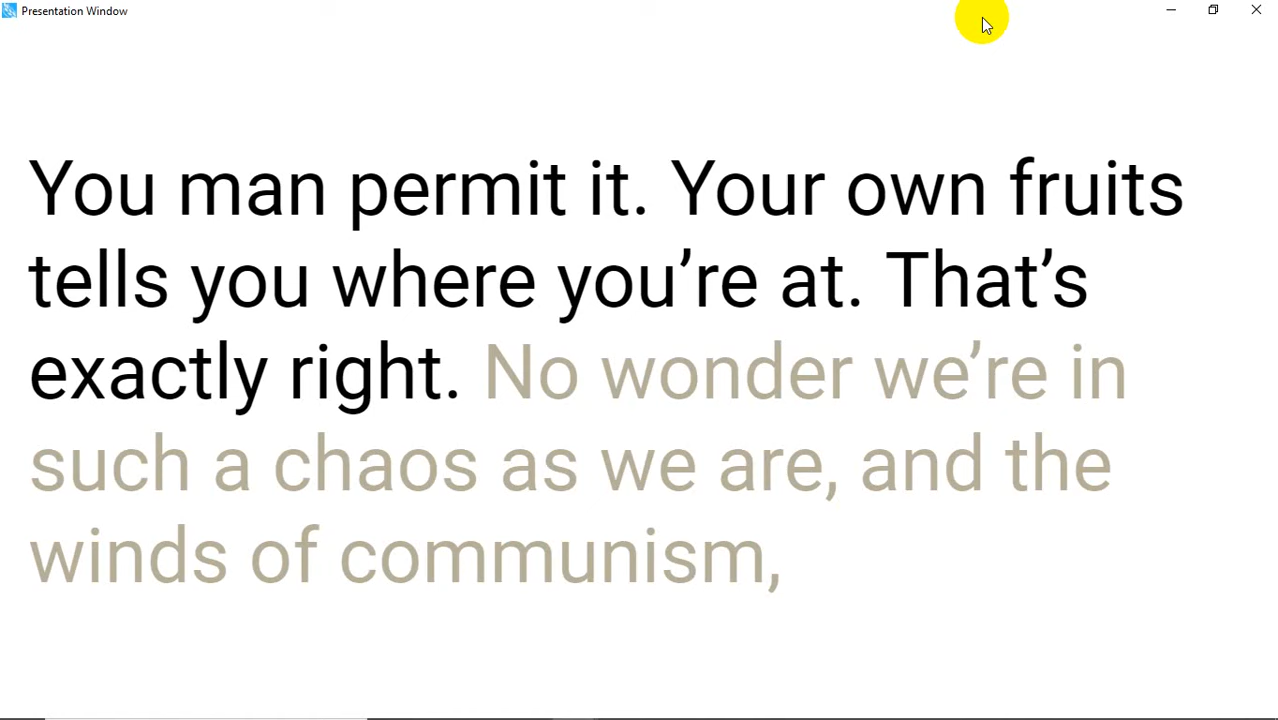 Presentation Window
You man permit it. Your own fruits
tells you where you’re at. That’s
exactly right. No wonder we’re in
such a chaos as we are, and the
winds of communism,